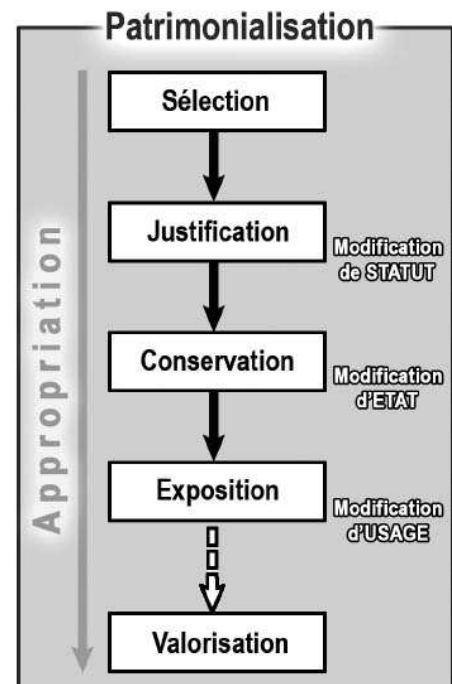 Patrimonialisation
Appropriation
Sélection
Justification
Modification
de STATUT
Conservation
Modification
d'ETAT
Exposition
Modification
d'USAGE
Valorisation